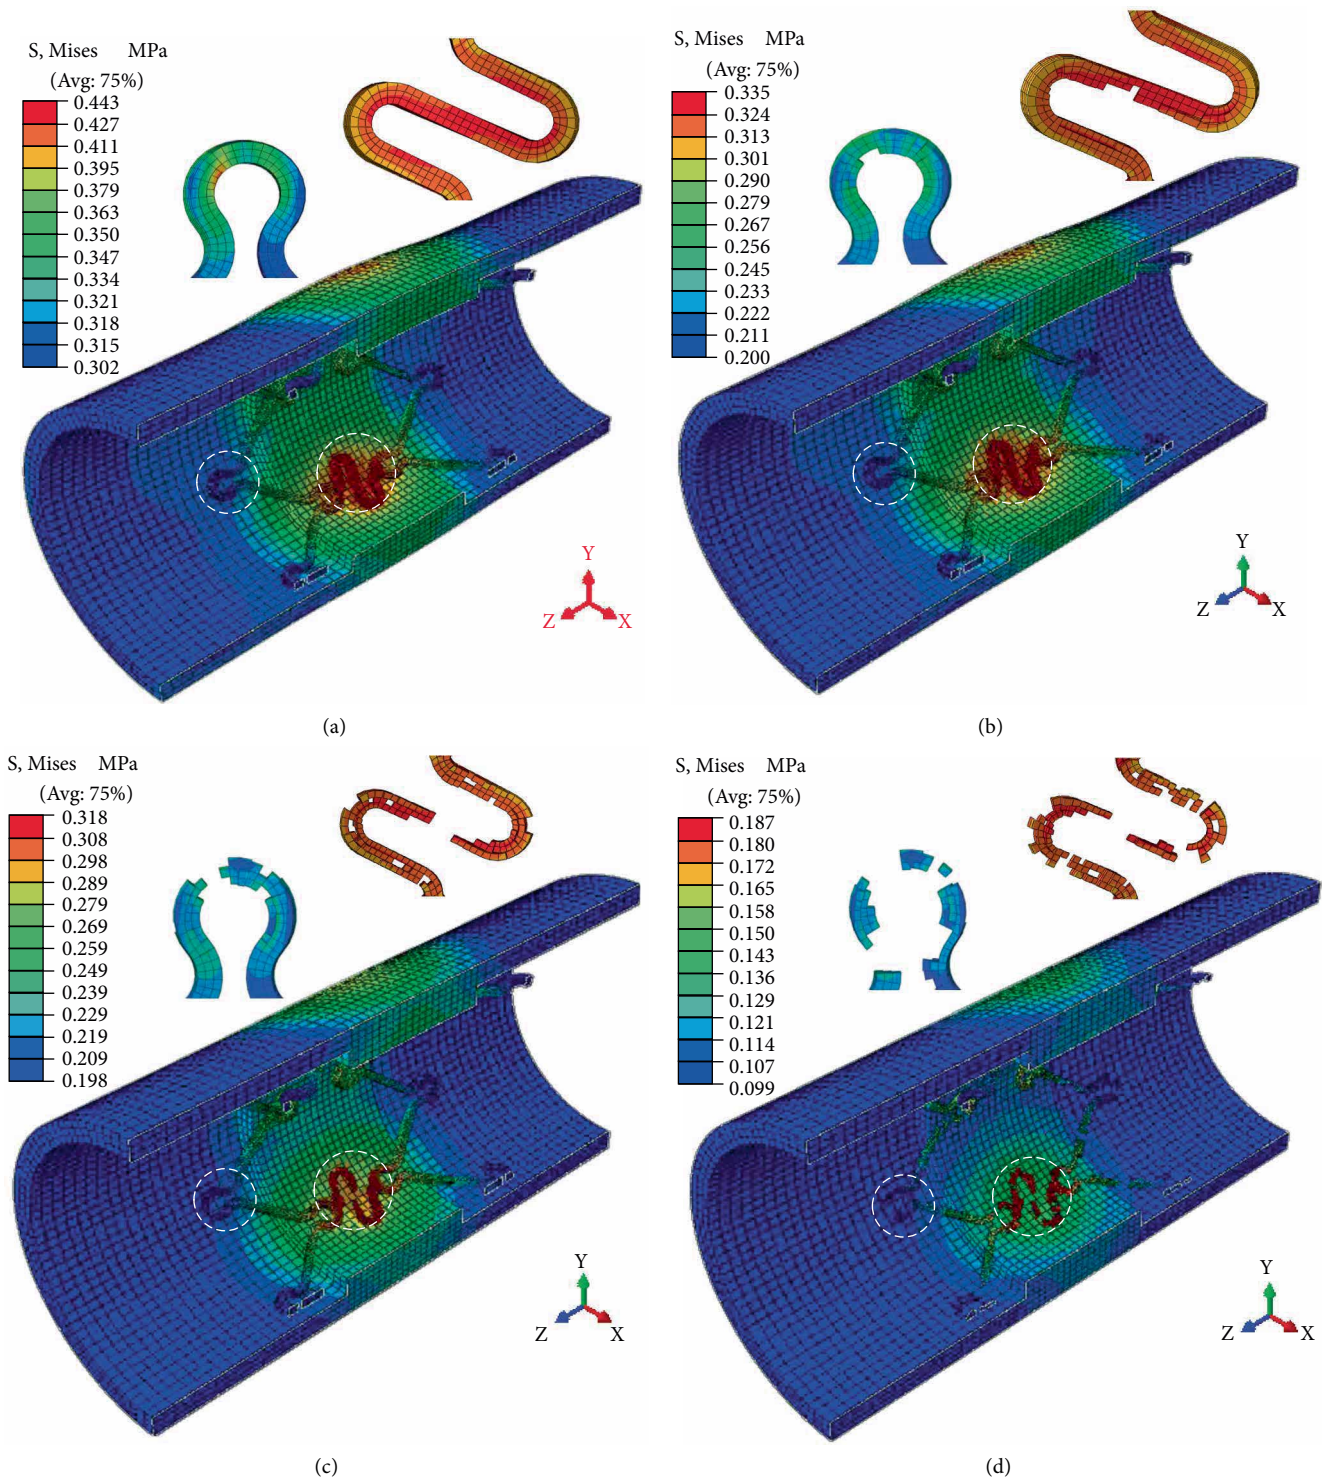 S, Mises MPa
(Avg: 75%)
0.443
0.427
0.411
0.395
0.379
0.363
0.350
0.347
0.334
0.321
0.318
0.315
0.302
Y
Z
X
(a)
S, Mises MPa
(Avg: 75%)
0.335
0.324
0.313
0.301
0.290
0.279
0.267
0.256
0.245
0.233
0.222
0.211
0.200
Y
Z
X
(b)
S, Mises MPa
(Avg: 75%)
0.318
0.308
0.298
0.289
0.279
0.269
0.259
0.249
0.239
0.229
0.219
0.209
0.198
Y
Z
X
(c)
S, Mises MPa
(Avg: 75%)
0.187
0.180
0.172
0.165
0.158
0.150
0.143
0.136
0.129
0.121
0.114
0.107
0.099
Y
Z
X
(d)